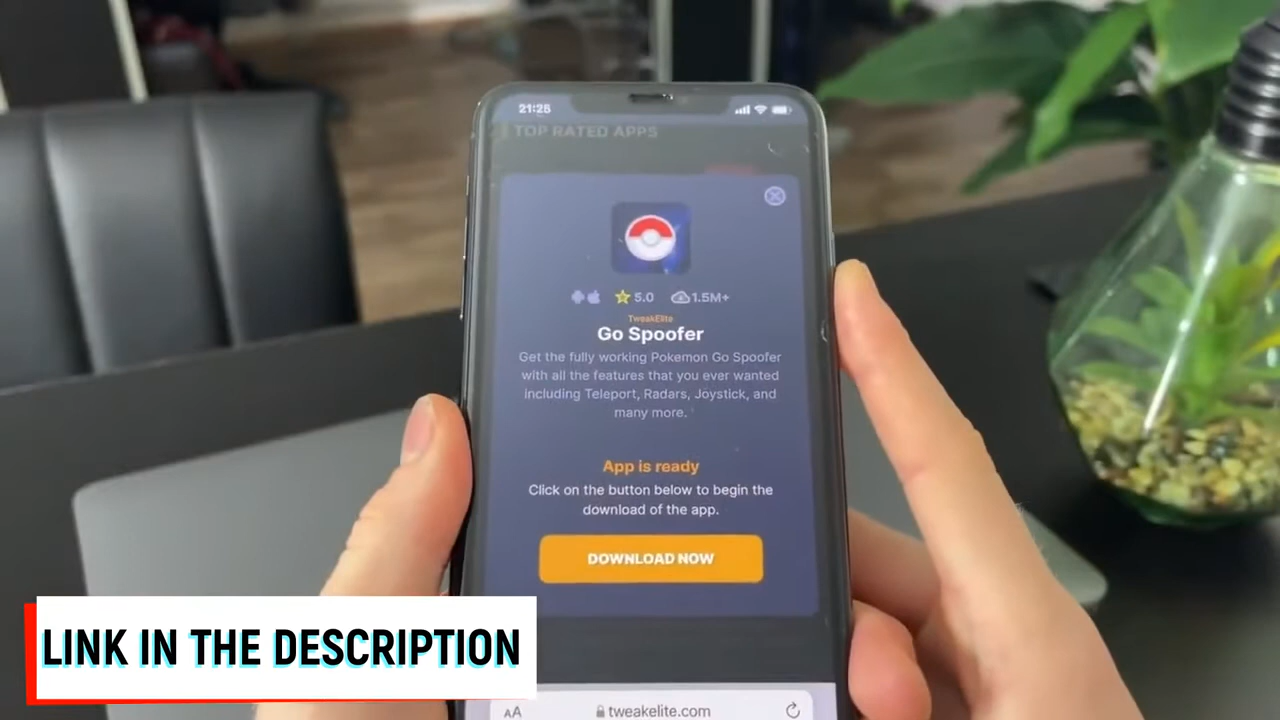 21:25
TOP RATED APPS
5.0
1.5M+
TweakElite
Go Spoofer
Get the fully working Pokemon Go Spoofer
with all the features that you ever wanted
including Teleport, Radars, Joystick, and
many more.
App is ready
Click on the button below to begin the
download of the app.
DOWNLOAD NOW
LINK IN THE DESCRIPTION
AA
tweakelite.com